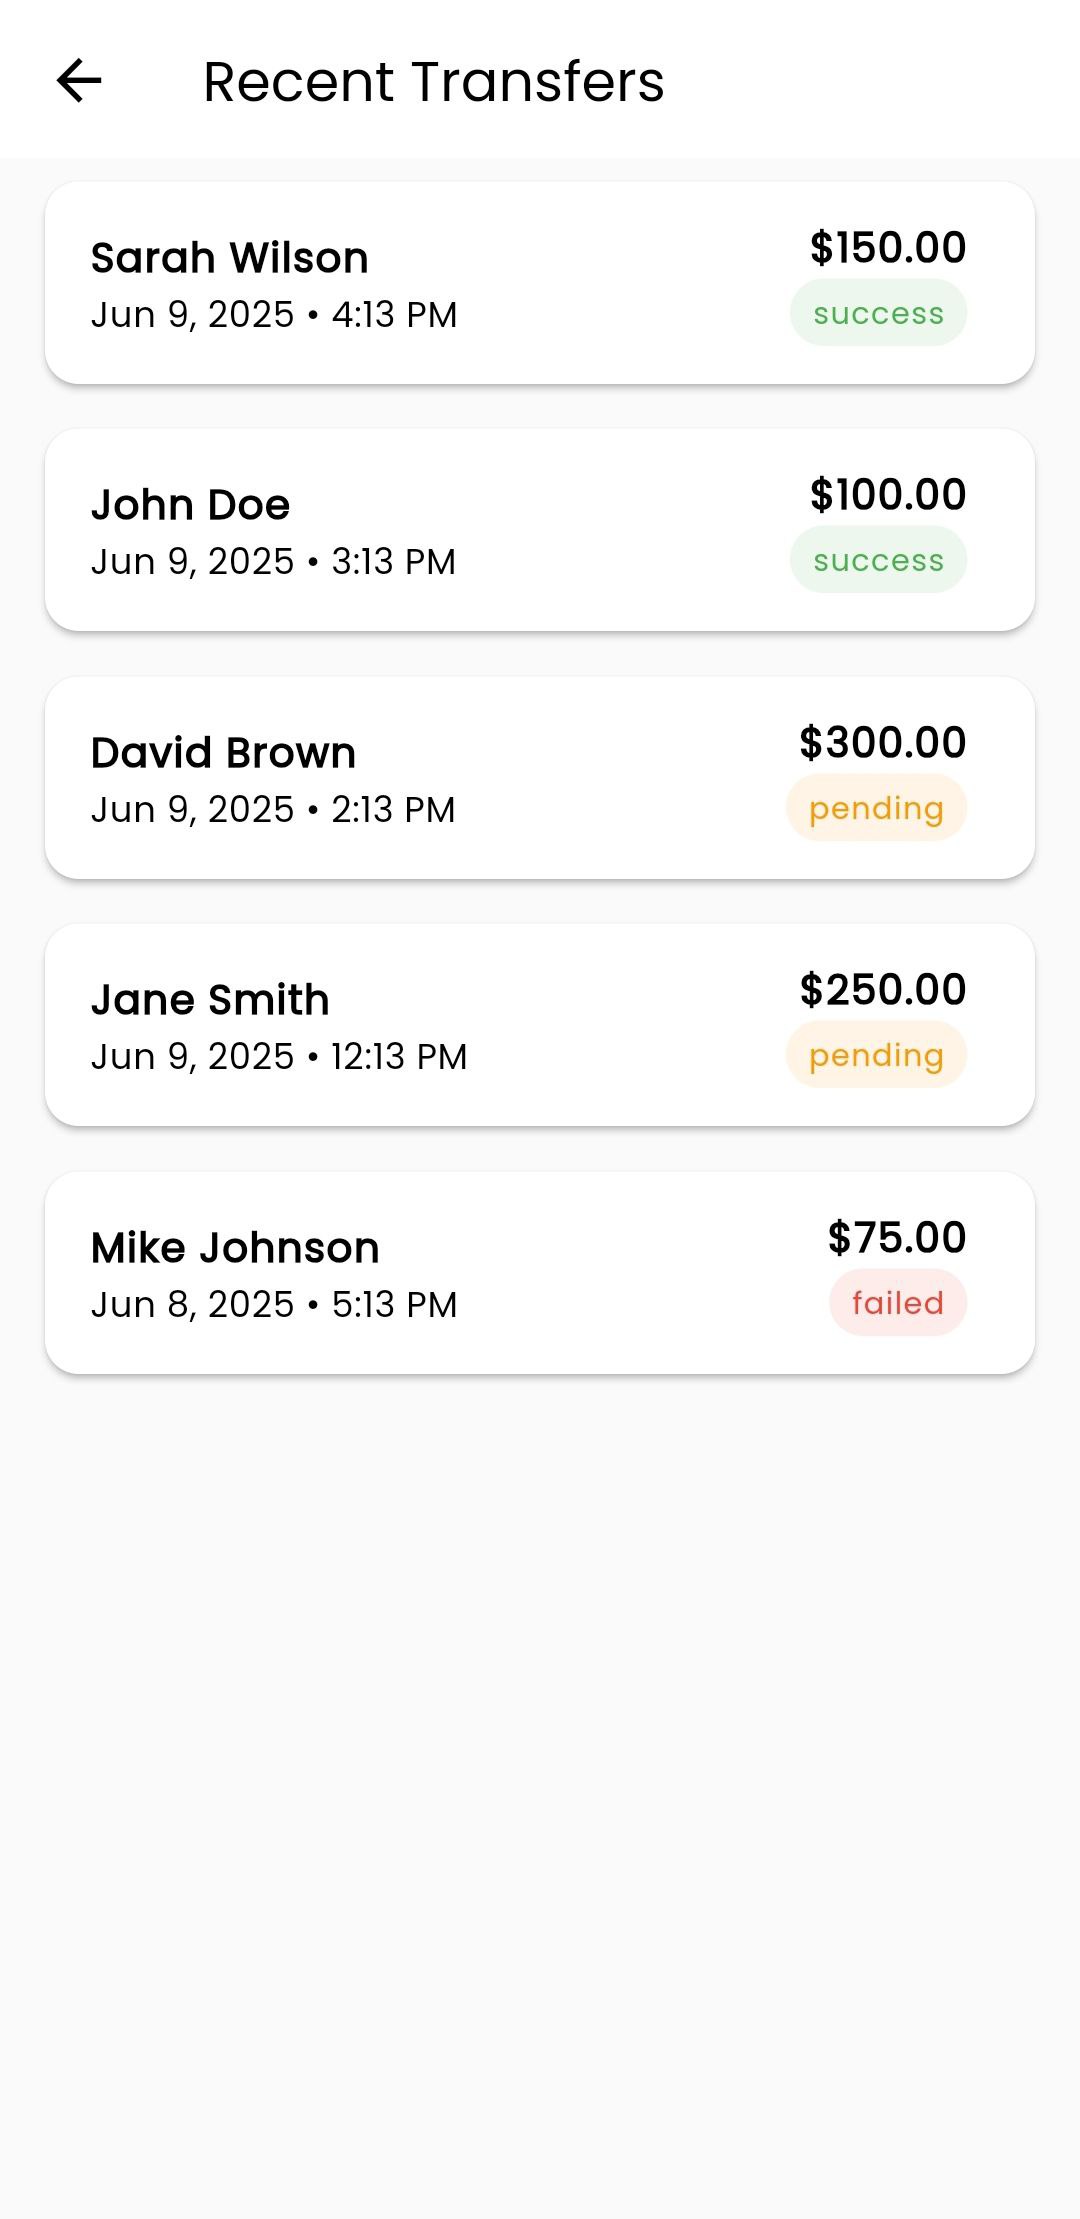 Recent Transfers
Sarah Wilson
$150.00
Jun 9, 2025 • 4:13 PM
success
John Doe
$100.00
Jun 9, 2025 • 3:13 PM
success
David Brown
$300.00
Jun 9, 2025 • 2:13 PM
pending
Jane Smith
$250.00
Jun 9, 2025 • 12:13 PM
pending
Mike Johnson
$75.00
Jun 8, 2025 • 5:13 PM
failed